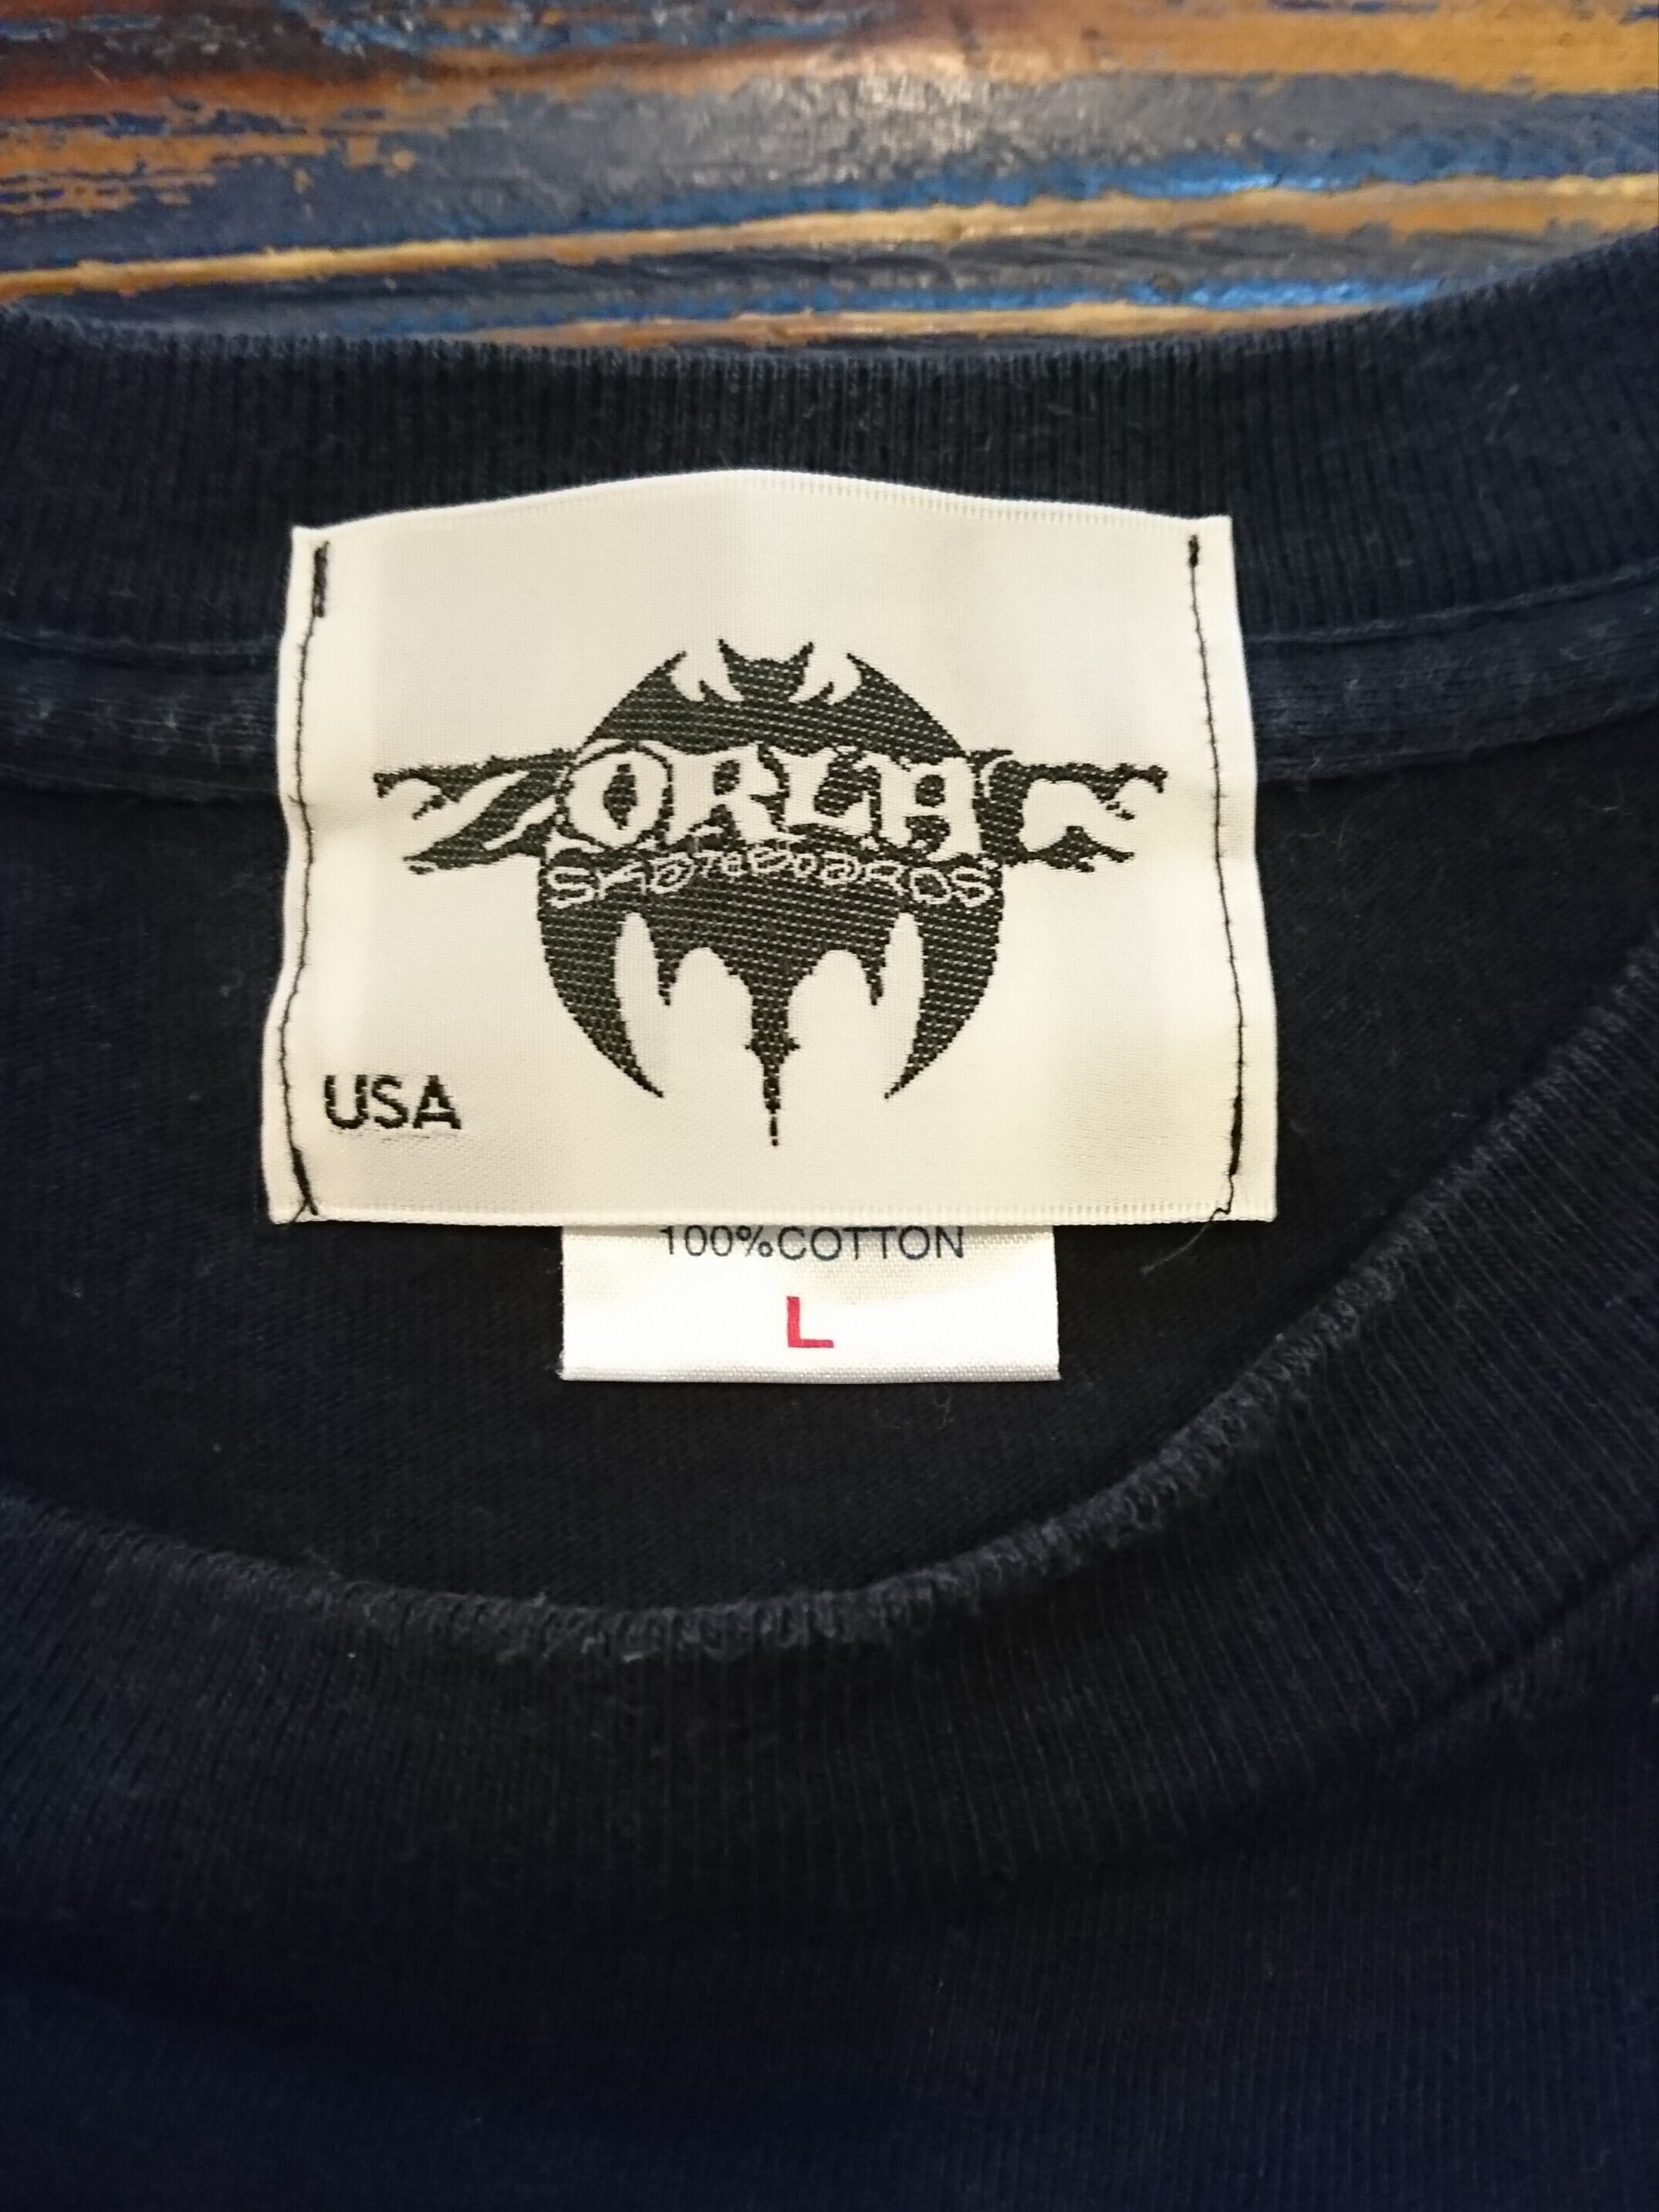 ZORLAC
SKATEBOARDS
USA
100%COTTON
L